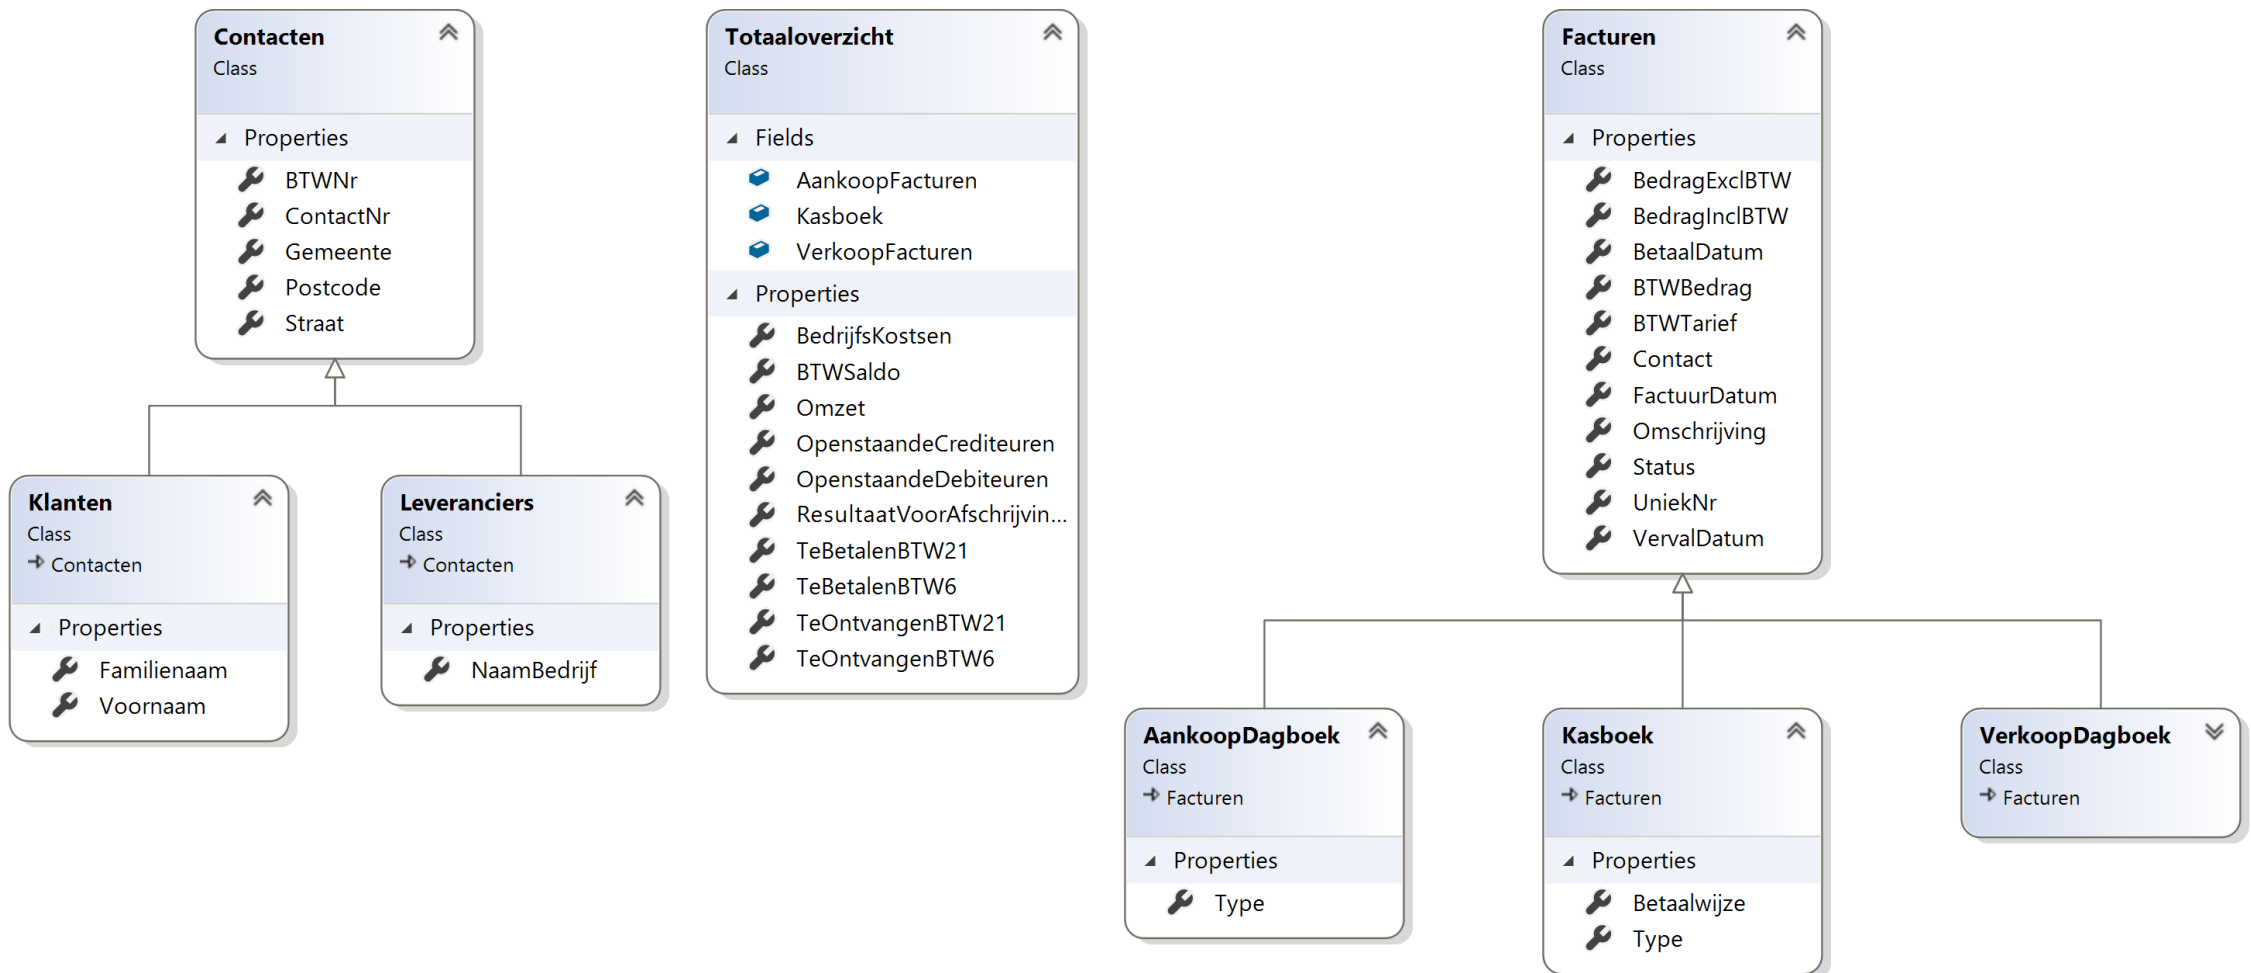 Contacten
Class
Properties
BTWNr
ContactNr
Gemeente
Postcode
Straat
Klanten
Class
Contacten
Properties
Familienaam
Voornaam
Leveranciers
Class
Contacten
Properties
NaamBedrijf
Totaaloverzicht
Class
Fields
AankoopFacturen
Kasboek
VerkoopFacturen
Properties
BedrijfsKostsen
BTWSaldo
Omzet
OpenstaandeCrediteuren
OpenstaandeDebiteuren
ResultaatVoorAfschrijvin...
TeBetalenBTW21
TeBetalenBTW6
TeOntvangenBTW21
TeOntvangenBTW6
Facturen
Class
Properties
BedragExclBTW
BedragInclBTW
BetaalDatum
BTWBedrag
BTWTarief
Contact
FactuurDatum
Omschrijving
Status
UniekNr
VervalDatum
AankoopDagboek
Class
Facturen
Properties
Type
Kasboek
Class
Facturen
Properties
Betaalwijze
Type
VerkoopDagboek
Class
Facturen